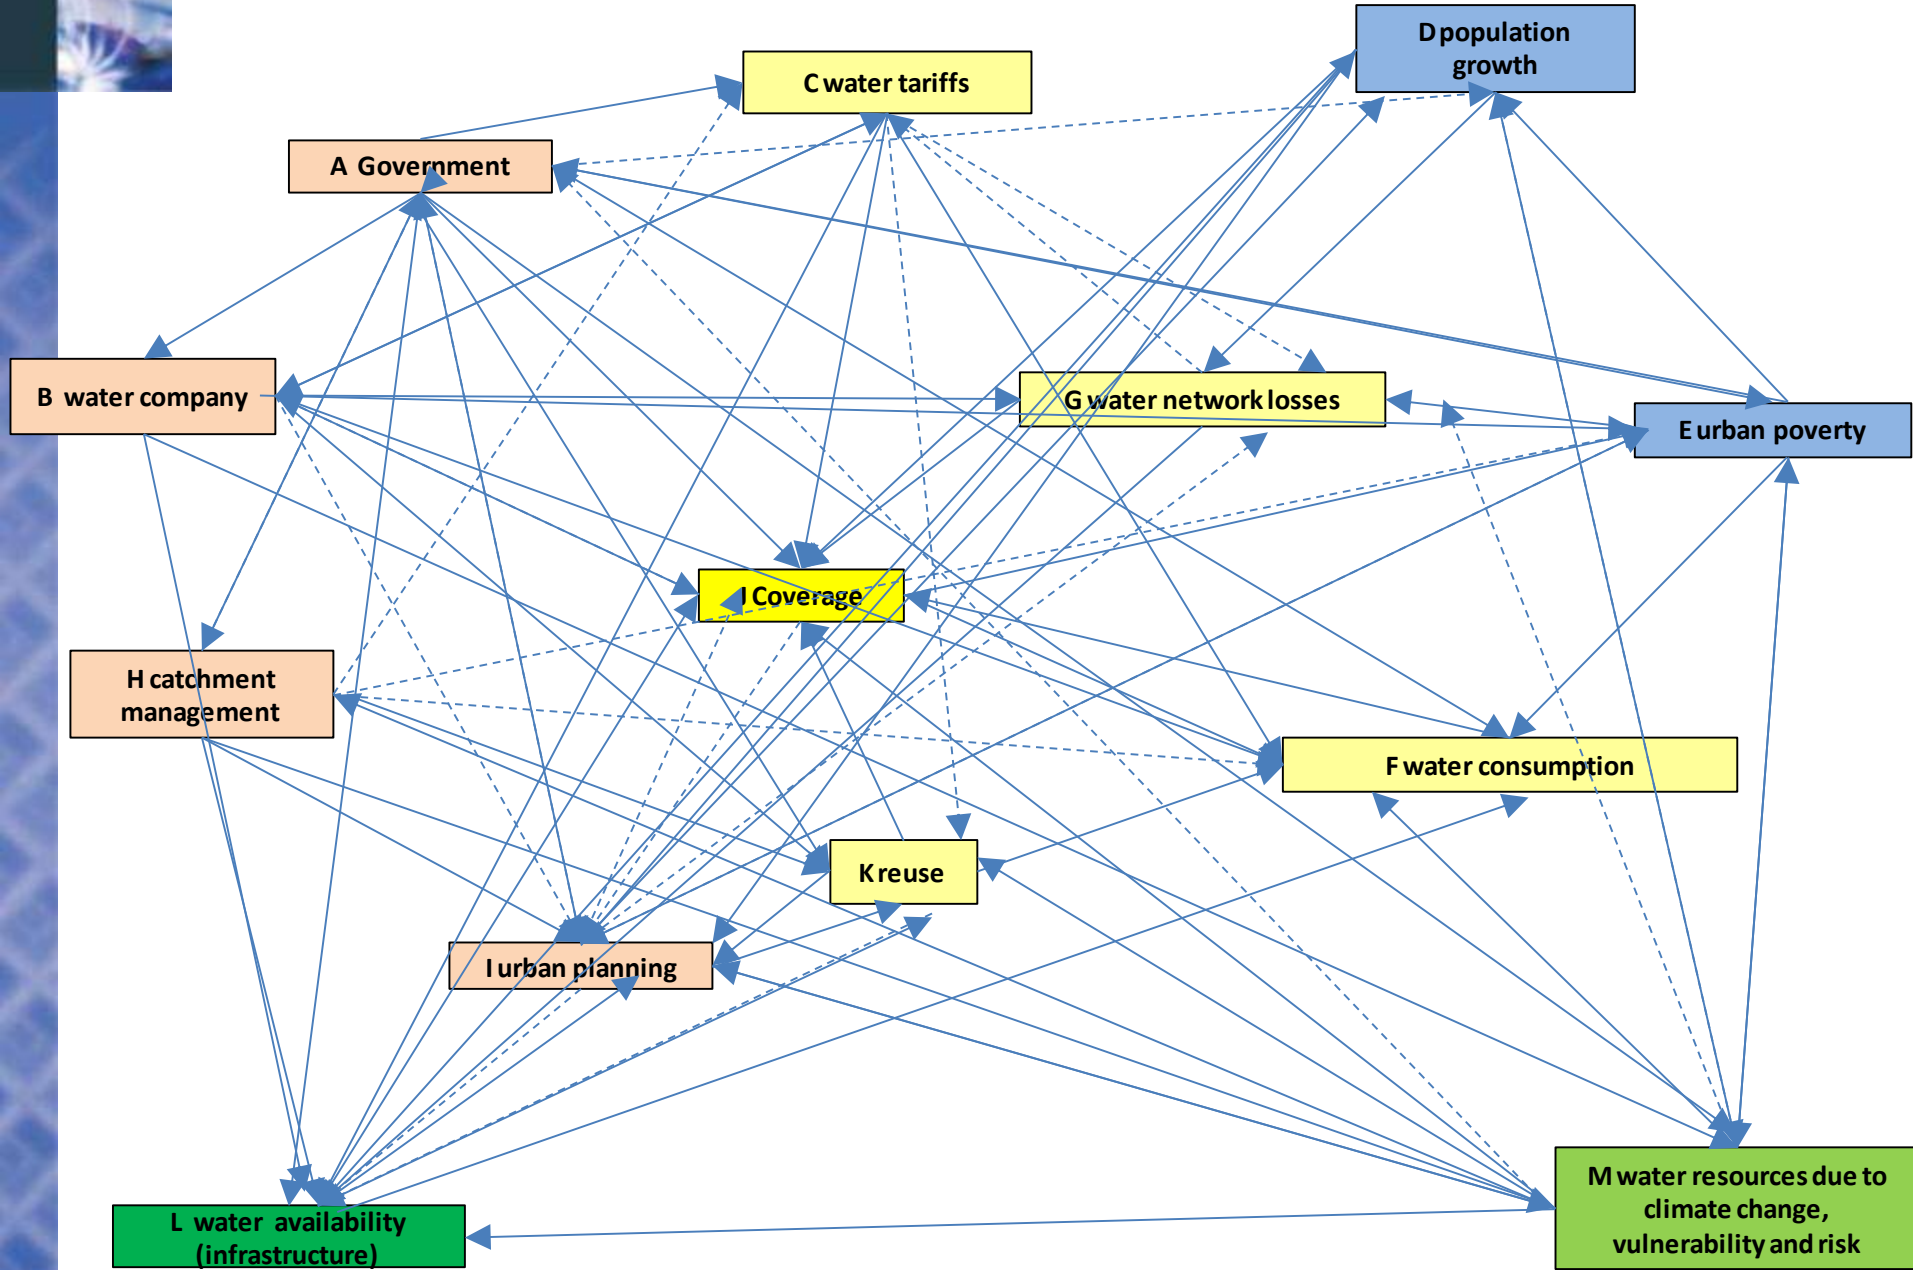 D population
growth
C water tariffs
A Government
B water company
G water network losses
E urban poverty
J Coverage
H catchment
management
F water consumption
K reuse
I urban planning
M water resources due to
climate change,
vulnerability and risk
L water availability
(infrastructure)